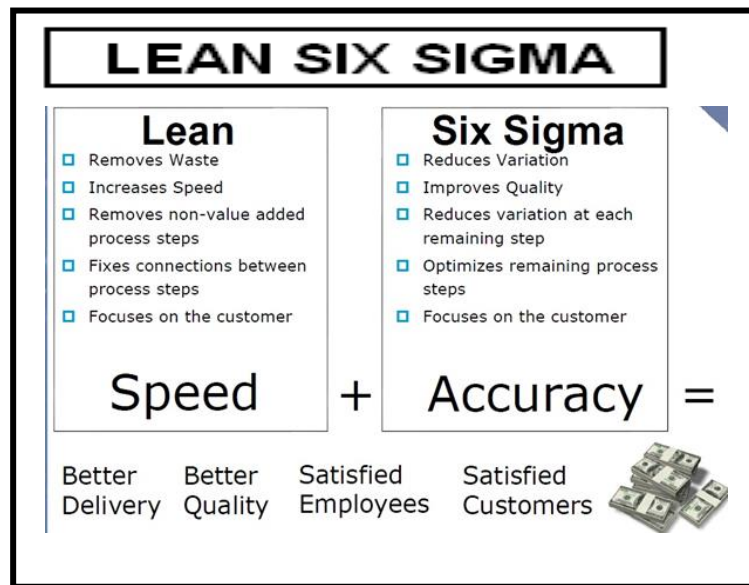 LEAN SIX SIGMA
Lean
Removes Waste
Increases Speed
Removes non-value added
process steps
Fixes connections between
process steps
Focuses on the customer
Speed
+
Six Sigma
Reduces Variation
Improves Quality
Reduces variation at each
remaining step
Optimizes remaining process
steps
Focuses on the customer
Accuracy
=
Better
Delivery
Better
Quality
Satisfied
Employees
Satisfied
Customers